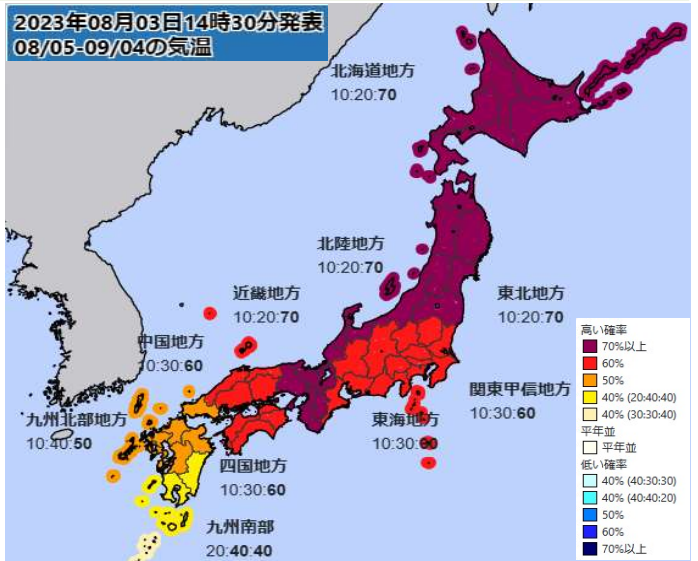 2023年08月03日14時30分発表
08/05-09/04の気温
北海道地方
10:20:70
北陸地方
10:20:70
近畿地方
10:20:70
東北地方
10:20:70
中国地方
10:30:60
関東甲信地方
10:30:60
九州北部地方
10:40:50
東海地方
10:30:60
四国地方
10:30:60
九州南部
20:40:40
高い確率
70%以上
60%
50%
40% (20:40:40)
40% (30:30:40)
平年並
平年並
低い確率
40% (40:30:30)
40% (40:40:20)
50%
60%
70%以上